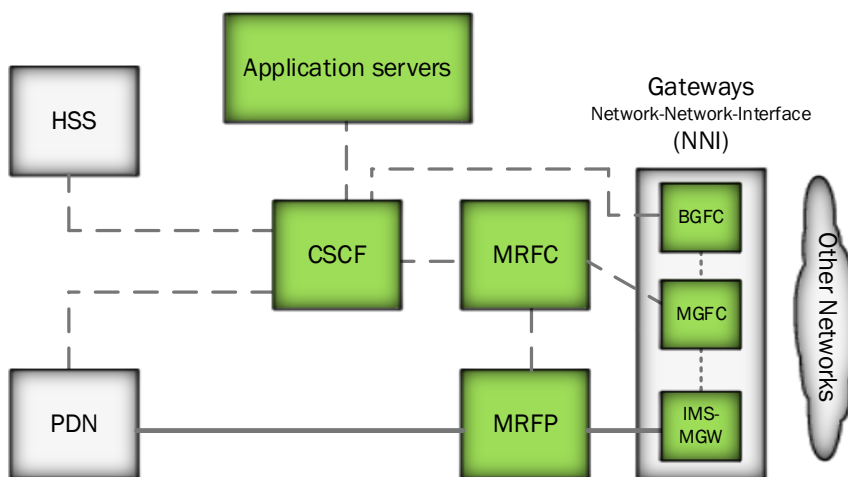 Application servers
HSS
Gateways
Network-Network-Interface
(NNI)
CSCF
MRFC
BGFC
MGFC
PDN
MRFP
IMS-
MGW
Other Networks